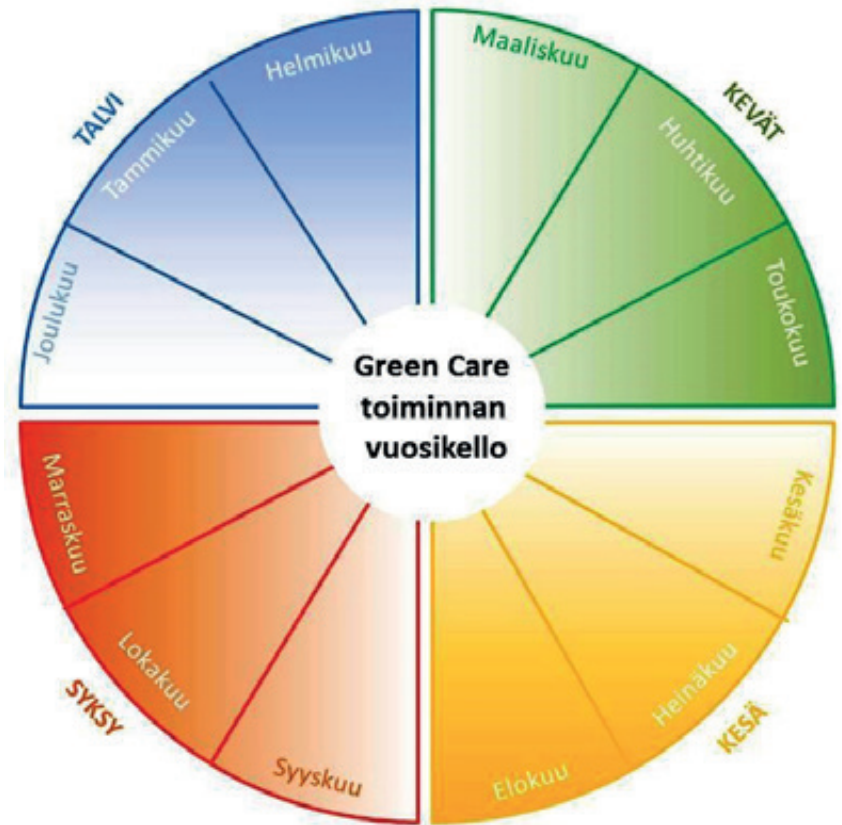 Helmikuu
Maaliskuu
TALVI
KEVÄT
Tammikuu
Huhtikuu
Joulukuu
Toukokuu
Green Care
toiminnan
vuosikello
Marraskuu
Kesäkuu
Lokakuu
Heinäkuu
SYKSY
KESÄ
Syyskuu
Elokuu